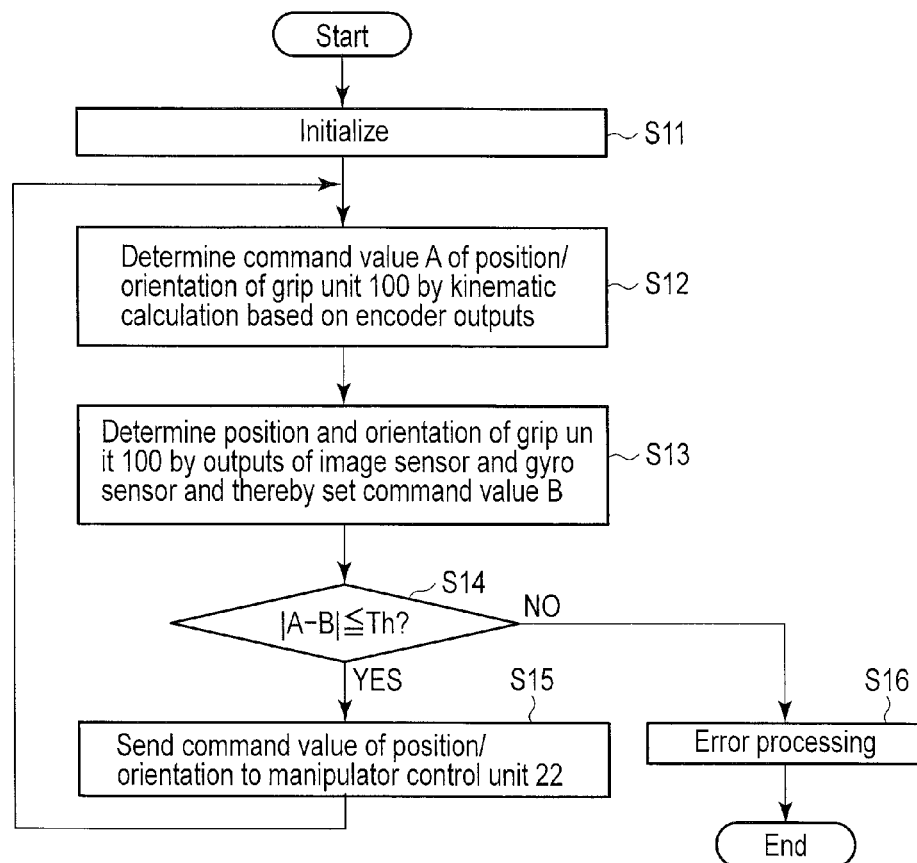 Start
Initialize
S11
Determine command value A of position/
orientation of grip unit 100 by kinematic
calculation based on encoder outputs
S12
Determine position and orientation of grip un
it 100 by outputs of image sensor and gyro
sensor and thereby set command value B
S13
S14
|A−B|≦Th?
NO
YES
S15
S16
Send command value of position/
orientation to manipulator control unit 22
Error processing
End